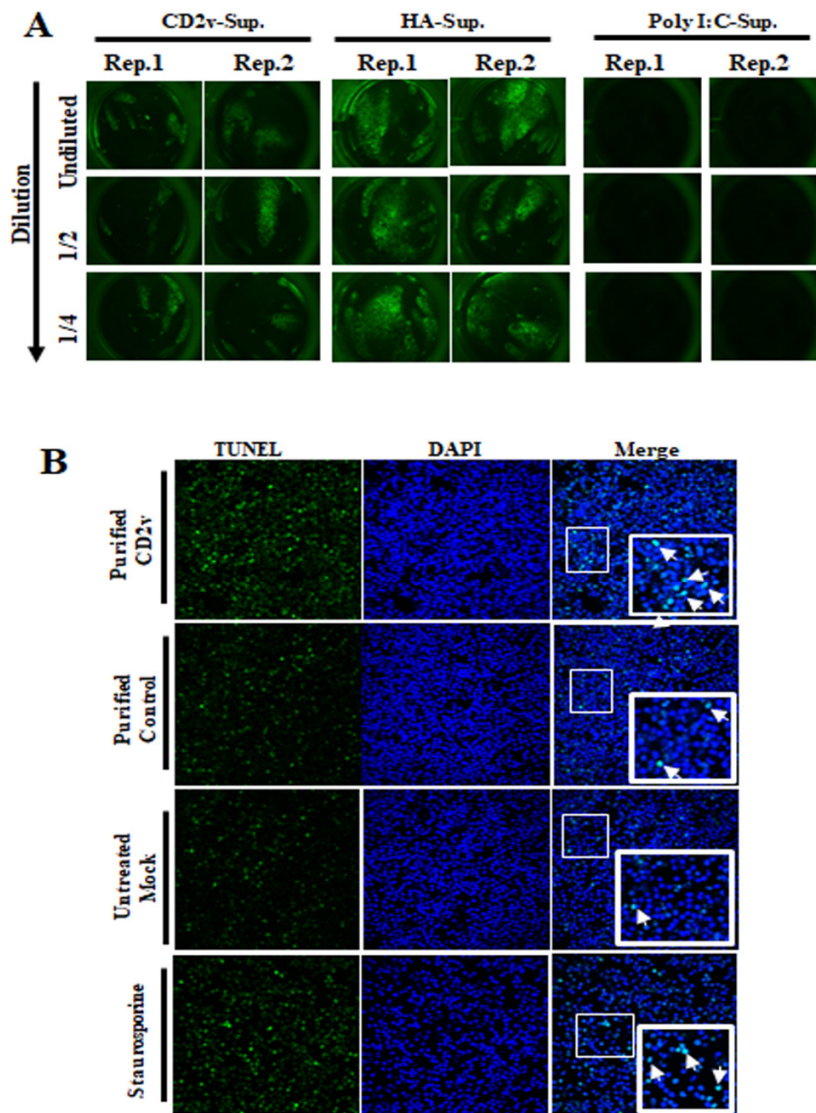 A
CD2v-Sup. HA-Sup. Poly I:C-Sup.
Rep.1 Rep.2 Rep.1 Rep.2 Rep.1 Rep.2
Dilution
Undiluted
1/2
1/4
B
TUNEL DAPI Merge
Purified
CD2v
Purified
Control
Untreated
Mock
Staurosporine